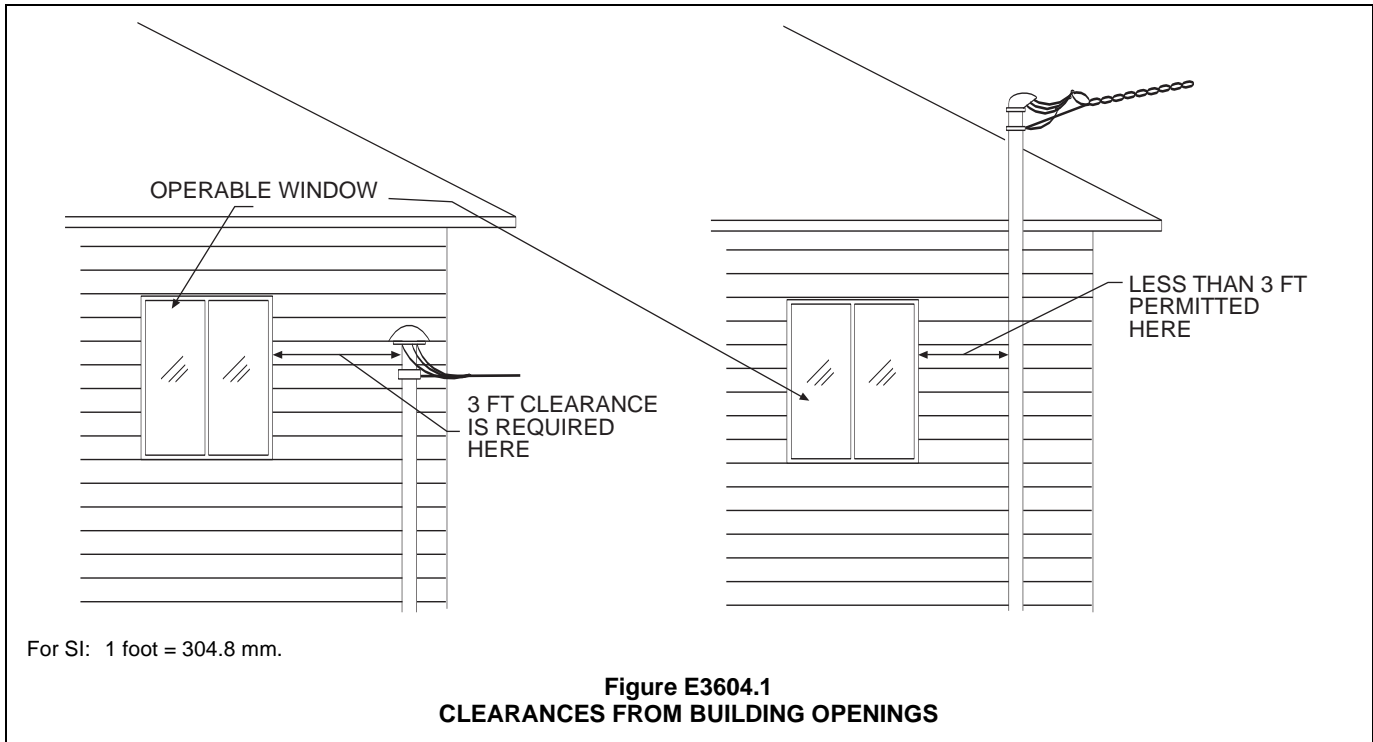 OPERABLE WINDOW
3 FT CLEARANCE
IS REQUIRED
HERE
LESS THAN 3 FT
PERMITTED
HERE
For SI: 1 foot = 304.8 mm.
Figure E3604.1
CLEARANCES FROM BUILDING OPENINGS